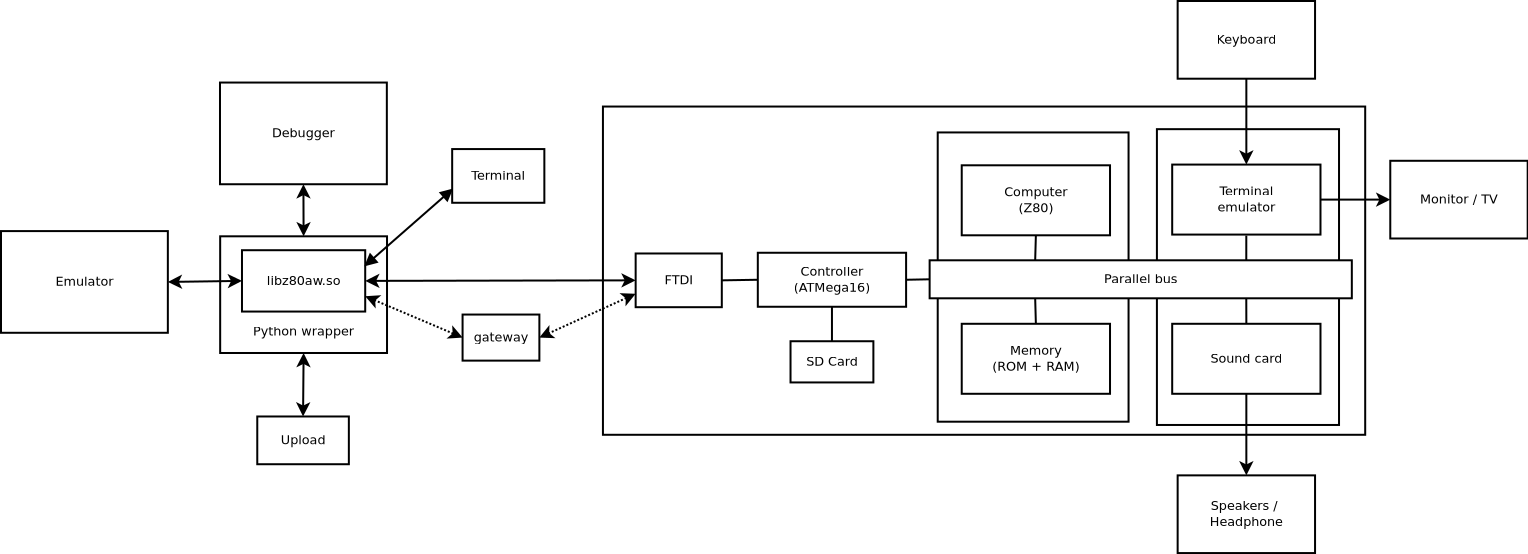 Keyboard
Debugger
Terminal
Emulator
libz80aw.so
Python wrapper
gateway
Upload
FTDI
Controller
(ATMega16)
SD Card
Computer
(Z80)
Parallel bus
Memory
(ROM + RAM)
Terminal
emulator
Sound card
Monitor / TV
Speakers /
Headphone